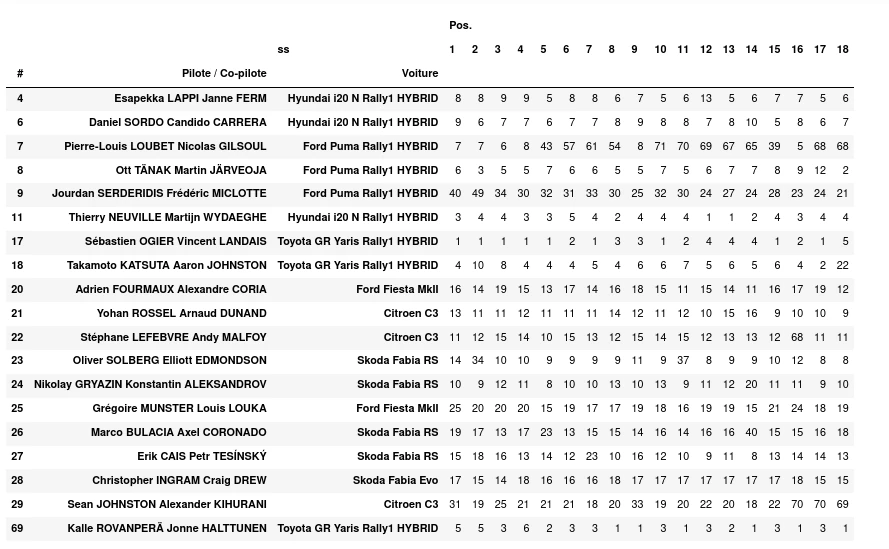 Pos.
ss 1 2 3 4 5 6 7 8 9 10 11 12 13 14 15 16 17 18
# Pilote / Co-pilote Voiture
4 Esapekka LAPPI Janne FERM Hyundai i20 N Rally1 HYBRID 8 8 9 9 5 8 8 6 7 5 6 13 5 6 7 7 5 6
6 Daniel SORDO Candido CARRERA Hyundai i20 N Rally1 HYBRID 9 6 7 7 6 7 7 8 9 8 8 7 8 10 5 8 6 7
7 Pierre-Louis LOUBET Nicolas GILSOUL Ford Puma Rally1 HYBRID 7 7 6 8 43 57 61 54 8 71 70 69 67 65 39 5 68 68
8 Ott TÄNAK Martin JÄRVEOJA Ford Puma Rally1 HYBRID 6 3 5 5 7 6 6 5 5 7 5 6 7 7 8 9 12 2
9 Jourdan SERDERIDIS Frédéric MICLOTTE Ford Puma Rally1 HYBRID 40 49 34 30 32 31 33 30 25 32 30 24 27 24 28 23 24 21
11 Thierry NEUVILLE Martijn WYDAEGHE Hyundai i20 N Rally1 HYBRID 3 4 4 3 3 5 4 2 4 4 4 1 1 2 4 3 4 4
17 Sébastien OGIER Vincent LANDAIS Toyota GR Yaris Rally1 HYBRID 1 1 1 1 1 2 1 3 3 1 2 4 4 4 1 2 1 5
18 Takamoto KATSUTA Aaron JOHNSTON Toyota GR Yaris Rally1 HYBRID 4 10 8 4 4 4 5 4 6 6 7 5 6 5 6 4 2 22
20 Adrien FOURMAUX Alexandre CORIA Ford Fiesta MkII 16 14 19 15 13 17 14 16 18 15 11 15 14 11 16 17 19 12
21 Yohan ROSSEL Arnaud DUNAND Citroen C3 13 11 11 12 11 11 11 14 12 11 12 10 15 16 9 10 10 9
22 Stéphane LEFEBVRE Andy MALFOY Citroen C3 11 12 15 14 10 15 13 12 15 14 15 12 13 13 12 68 11 11
23 Oliver SOLBERG Elliott EDMONDSON Skoda Fabia RS 14 34 10 10 9 9 9 9 11 9 37 8 9 9 10 12 8 8
24 Nikolay GRYAZIN Konstantin ALEKSANDROV Skoda Fabia RS 10 9 12 11 8 10 10 13 10 13 9 11 12 20 11 11 9 10
25 Grégoire MUNSTER Louis LOUKA Ford Fiesta MkII 25 20 20 20 15 19 17 17 19 18 16 19 19 15 21 24 18 19
26 Marco BULACIA Axel CORONADO Skoda Fabia RS 19 17 13 17 23 13 15 15 14 16 14 16 16 40 15 15 16 18
27 Erik CAIS Petr TESÍNSKÝ Skoda Fabia RS 15 18 16 13 14 12 23 10 16 12 10 9 11 8 13 14 14 13
28 Christopher INGRAM Craig DREW Skoda Fabia Evo 17 15 14 18 16 16 16 18 17 17 17 17 17 17 17 18 15 15
29 Sean JOHNSTON Alexander KIHURANI Citroen C3 31 19 25 21 21 21 18 20 33 19 20 22 20 18 22 70 70 69
69 Kalle ROVANPERÄ Jonne HALTTUNEN Toyota GR Yaris Rally1 HYBRID 5 5 3 6 2 3 3 1 1 3 1 3 2 1 3 1 3 1